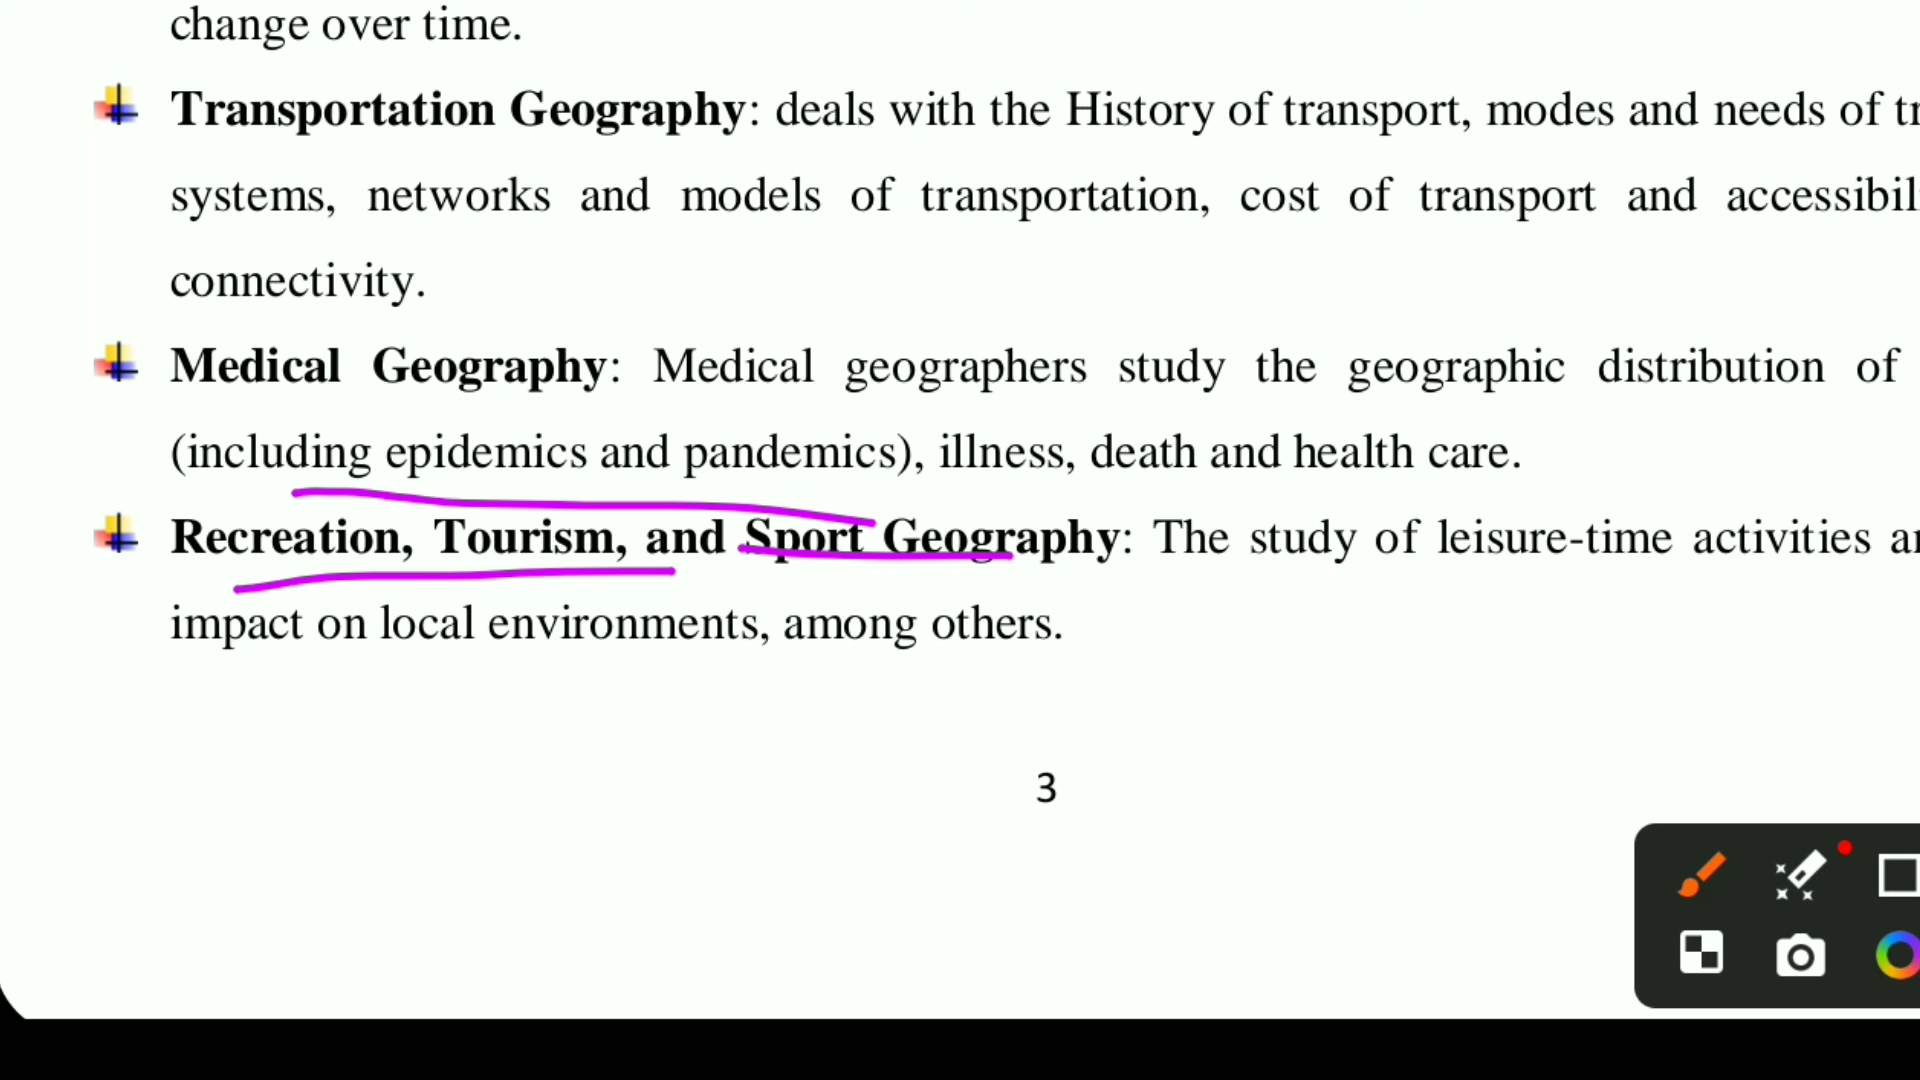 change over time.
Transportation Geography: deals with the History of transport, modes and needs of
systems, networks and models of transportation, cost of transport and
connectivity.
Medical Geography: Medical geographers study the geographic distribution of
(including epidemics and pandemics), illness, death and health care.
Recreation, Tourism, and Sport Geography: The study of leisure-time activities
impact on local environments, among others.
3